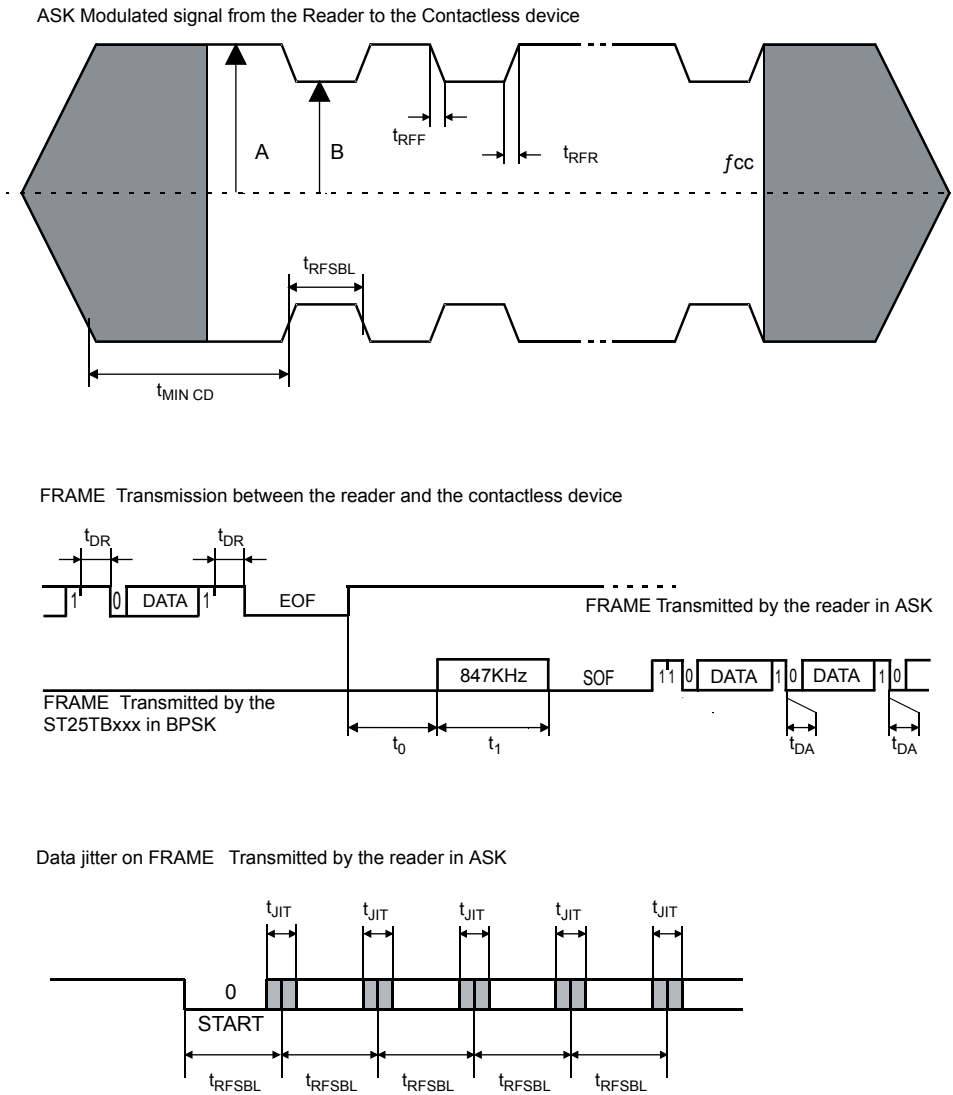 ASK Modulated signal from the Reader to the Contactless device
A
B
tRFF
tRFR
ƒcc
tRFSBL
tMIN CD
FRAME Transmission between the reader and the contactless device
tDR
tDR
1
0
DATA
1
EOF
FRAME Transmitted by the reader in ASK
847KHz
SOF
1
1
0
DATA
1
0
DATA
1
0
FRAME Transmitted by the
ST25TBxxx in BPSK
t0
t1
tDA
tDA
Data jitter on FRAME Transmitted by the reader in ASK
tJIT
tJIT
tJIT
tJIT
tJIT
0
START
tRFSBL
tRFSBL
tRFSBL
tRFSBL
tRFSBL